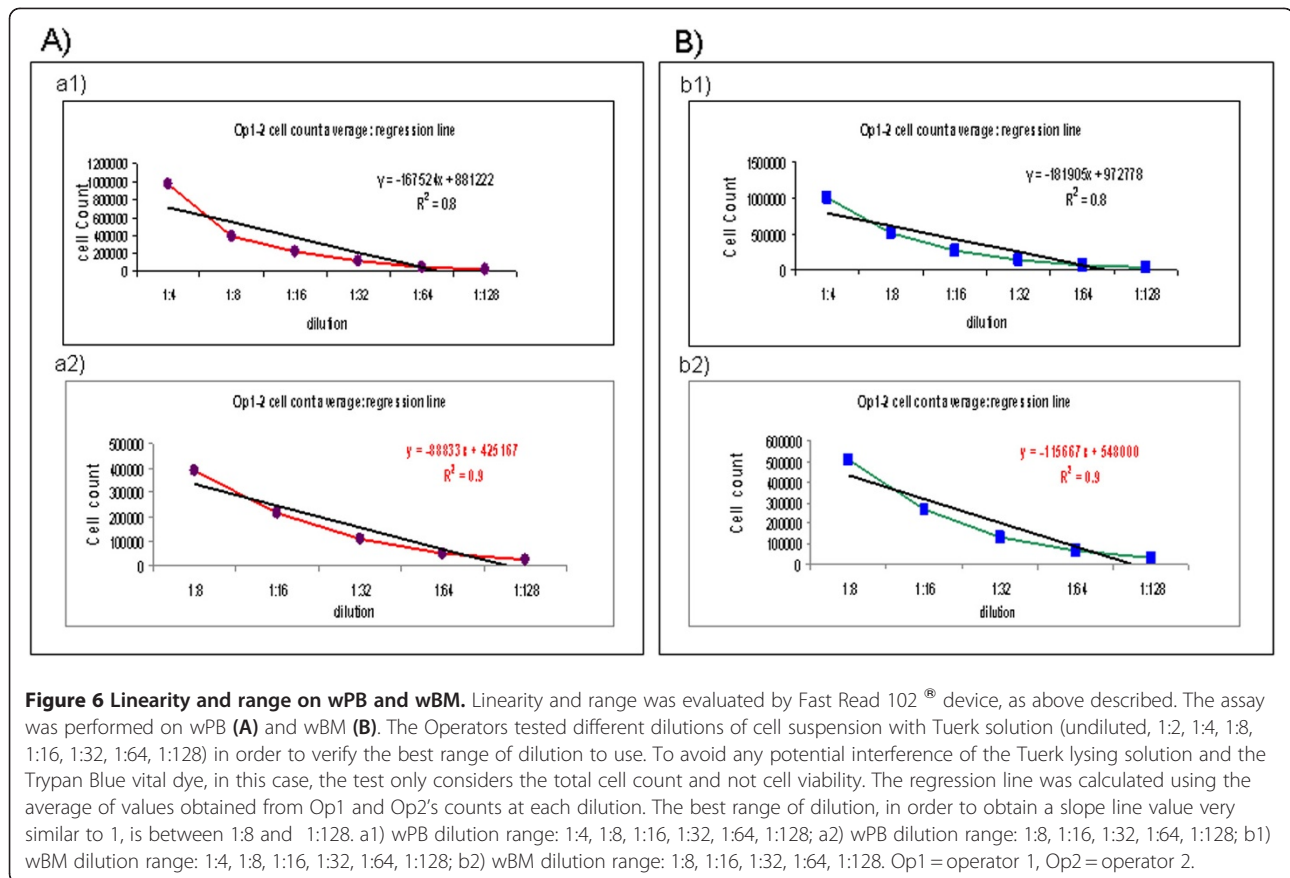 A)
a1)
Op1-2 cell count average: regression line
γ = -167524x + 881222
R² = 0.8
cell Count
1200000
1000000
800000
600000
400000
200000
0
1:4 1:8 1:16 1:32 1:64 1:128
dilution
a2)
Op1-2 cell cont average: regression line
y = -88833x + 425167
R² = 0.9
Cell count
500000
400000
300000
200000
100000
0
1:8 1:16 1:32 1:64 1:128
dilution
B)
b1)
Op1-2 cell count average: regression line
γ = -181905x + 972778
R² = 0.8
Cell Count
1500000
1000000
500000
0
1:4 1:8 1:16 1:32 1:64 1:128
dilution
b2)
Op1-2 cell cont average: regression line
y = -115667x + 548000
R² = 0.9
Cell count
600000
500000
400000
300000
200000
100000
0
1:8 1:16 1:32 1:64 1:128
dilution
Figure 6 Linearity and range on wPB and wBM. Linearity and range was evaluated by Fast Read 102 ® device, as above described. The assay
was performed on wPB (A) and wBM (B). The Operators tested different dilutions of cell suspension with Tuerk solution (undiluted, 1:2, 1:4, 1:8,
1:16, 1:32, 1:64, 1:128) in order to verify the best range of dilution to use. To avoid any potential interference of the Tuerk lysing solution and the
Trypan Blue vital dye, in this case, the test only considers the total cell count and not cell viability. The regression line was calculated using the
average of values obtained from Op1 and Op2's counts at each dilution. The best range of dilution, in order to obtain a slope line value very
similar to 1, is between 1:8 and 1:128. a1) wPB dilution range: 1:4, 1:8, 1:16, 1:32, 1:64, 1:128; a2) wPB dilution range: 1:8, 1:16, 1:32, 1:64, 1:128; b1)
wBM dilution range: 1:4, 1:8, 1:16, 1:32, 1:64, 1:128; b2) wBM dilution range: 1:8, 1:16, 1:32, 1:64, 1:128. Op1 = operator 1, Op2 = operator 2.